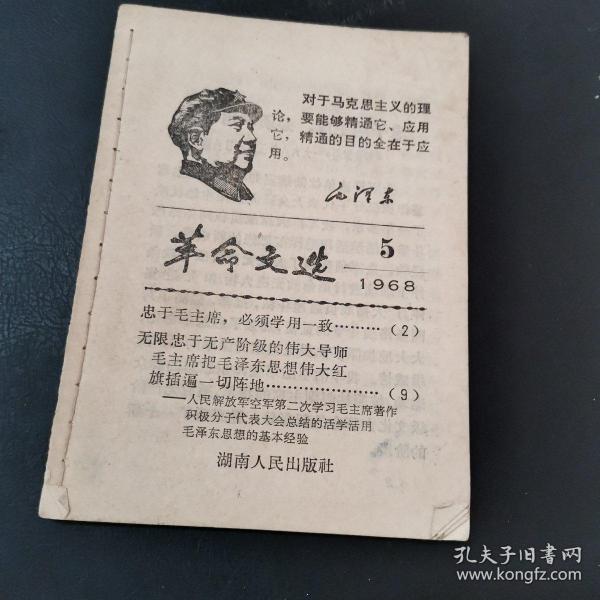 对于马克思主义的理
论，要能够精通它、应用
它，精通的目的全在于应
用。
毛泽东
革命文选
5
1968
忠于毛主席，必须学用一致………（2）
无限忠于无产阶级的伟大导师
毛主席把毛泽东思想伟大红
旗插遍一切阵地………………（9）
——人民解放军空军第二次学习毛主席著作
积极分子代表大会总结的活学活用
毛泽东思想的基本经验
湖南人民出版社
孔夫子旧书网
www.kongfz.com